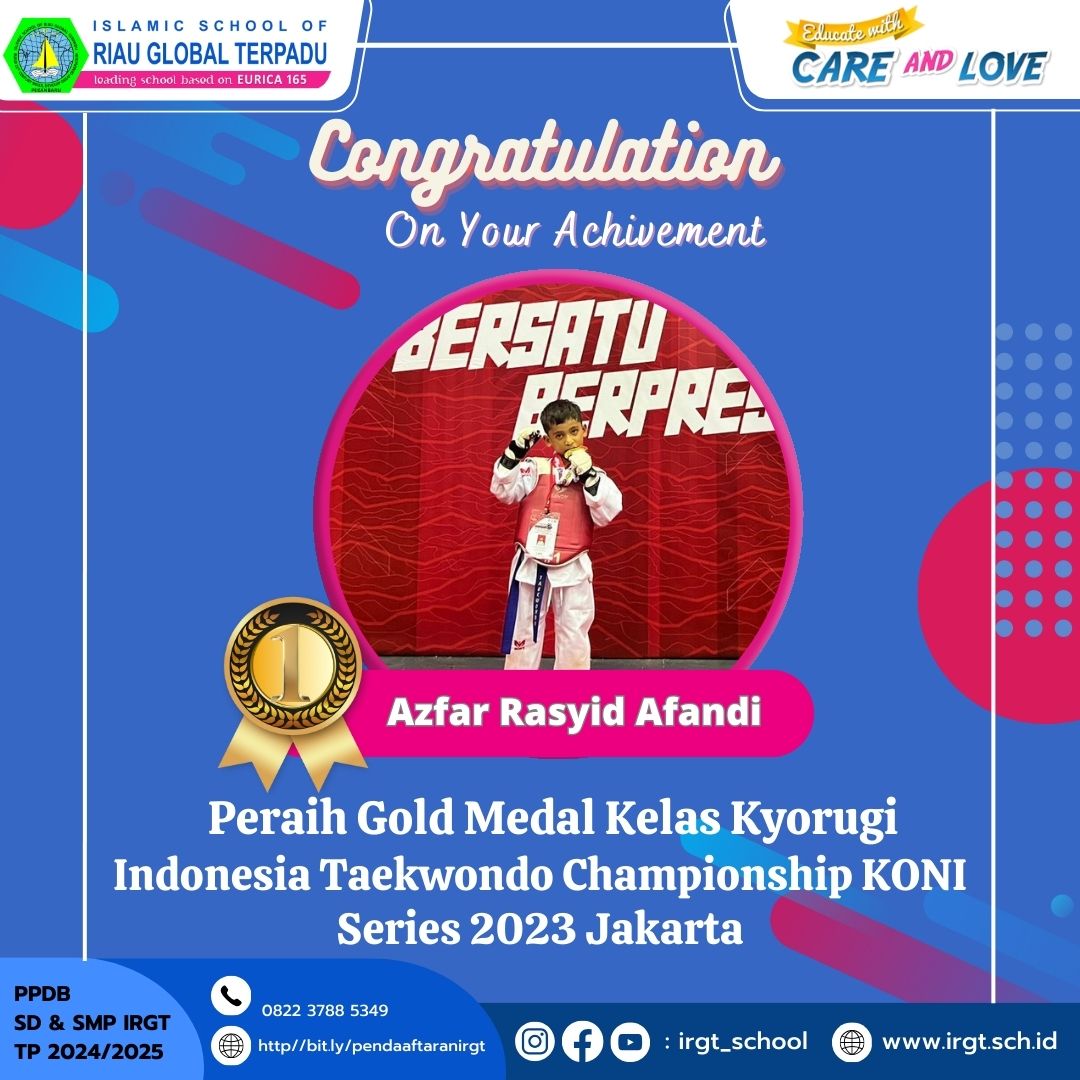 ISLAMIC SCHOOL OF
RIAU GLOBAL TERPADU
leading school based on EURICA 165
PEKANBARU
Educate with
CARE AND LOVE
Congratulation
On Your Achivement
BERSATU
BERPRES
TAEKWONDO
1
Azfar Rasyid Afandi
Peraih Gold Medal Kelas Kyorugi
Indonesia Taekwondo Championship KONI
Series 2023 Jakarta
PPDB
SD & SMP IRGT
TP 2024/2025
0822 3788 5349
http//bit.ly/pendaaftaranirgt
: irgt_school
www.irgt.sch.id